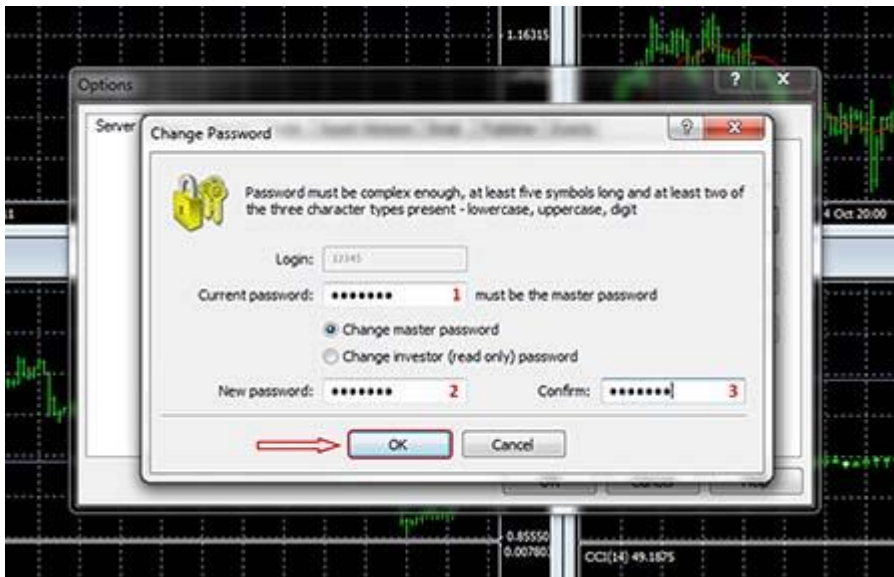 1.16315
Options
Server
Change Password
Password must be complex enough, at least five symbols long and at least two of
the three character types present - lowercase, uppercase, digit
4 Oct 20:00
Login: 12345
Current password: ●●●●●●● 1 must be the master password
Change master password
Change investor (read only) password
New password: ●●●●●●● 2 Confirm: ●●●●●●● 3
OK Cancel
0.85550
CCI(14) 49.1875